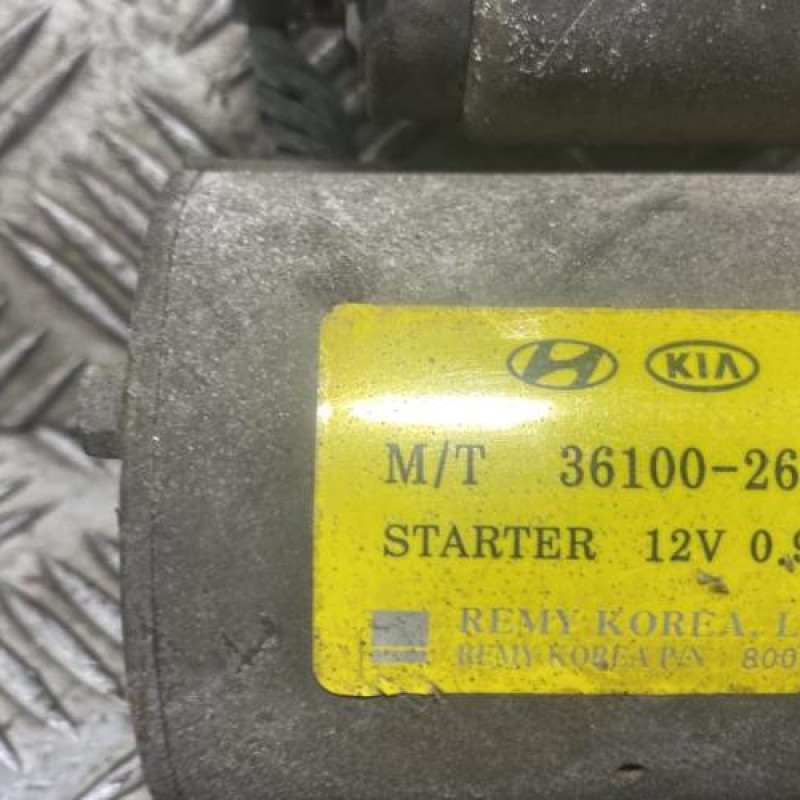 KIA
M/T 36100-26
STARTER 12V 0.9
REMY KOREA, L
REMY KOREA P/N : 800